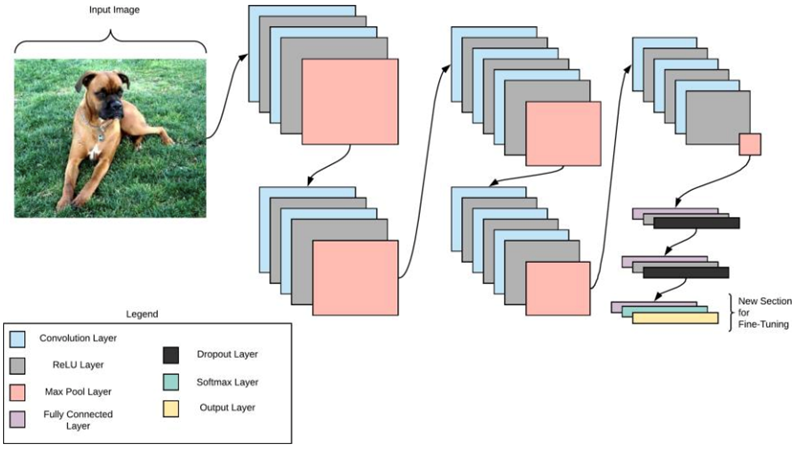 Input Image
New Section
for
Fine-Tuning
Legend
Convolution Layer
ReLU Layer
Max Pool Layer
Fully Connected
Layer
Dropout Layer
Softmax Layer
Output Layer